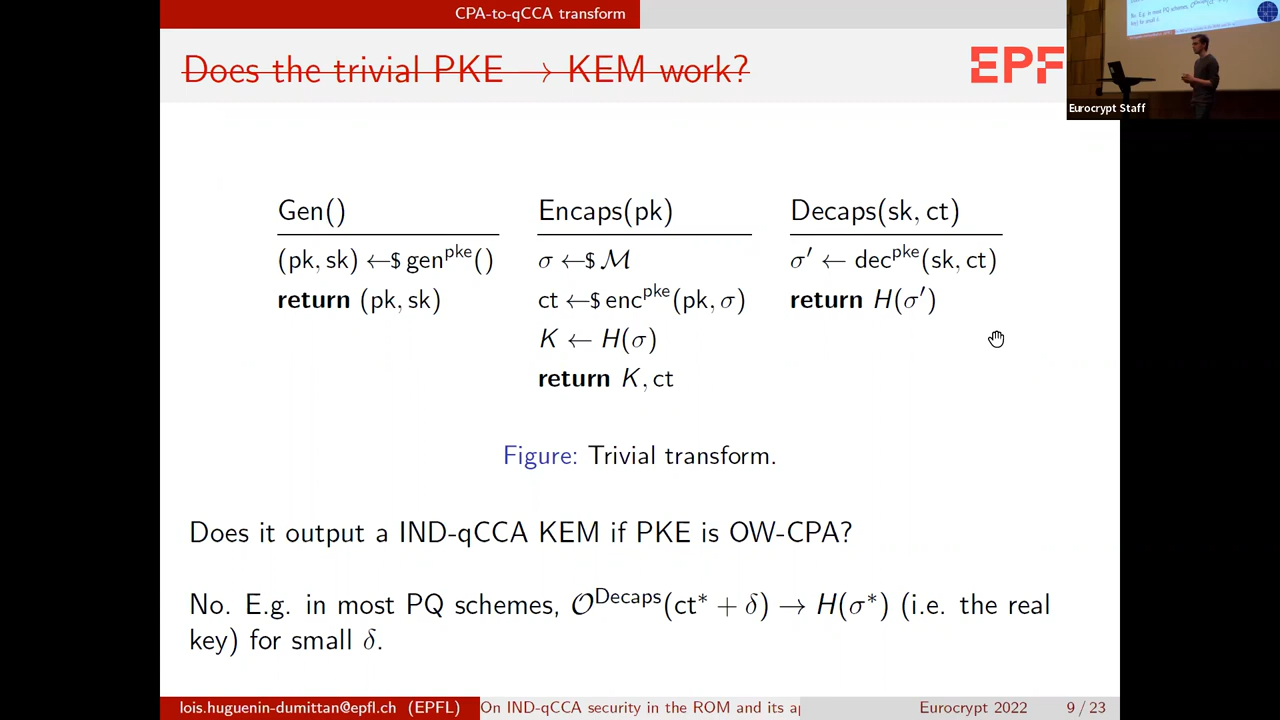 CPA-to-qCCA transform
Does the trivial PKE → KEM work?
EPF
Eurocrypt Staff
Gen()
(pk, sk) ←$ gen^pke()
return (pk, sk)
Encaps(pk)
σ ←$ ℳ
ct ←$ enc^pke(pk, σ)
K ← H(σ)
return K, ct
Decaps(sk, ct)
σ′ ← dec^pke(sk, ct)
return H(σ′)
Figure: Trivial transform.
Does it output a IND-qCCA KEM if PKE is OW-CPA?
No. E.g. in most PQ schemes, 𝒪^Decaps(ct* + δ) → H(σ*) (i.e. the real
key) for small δ.
lois.huguenin-dumittan@epfl.ch (EPFL) On IND-qCCA security in the ROM and its ap Eurocrypt 2022 9 / 23